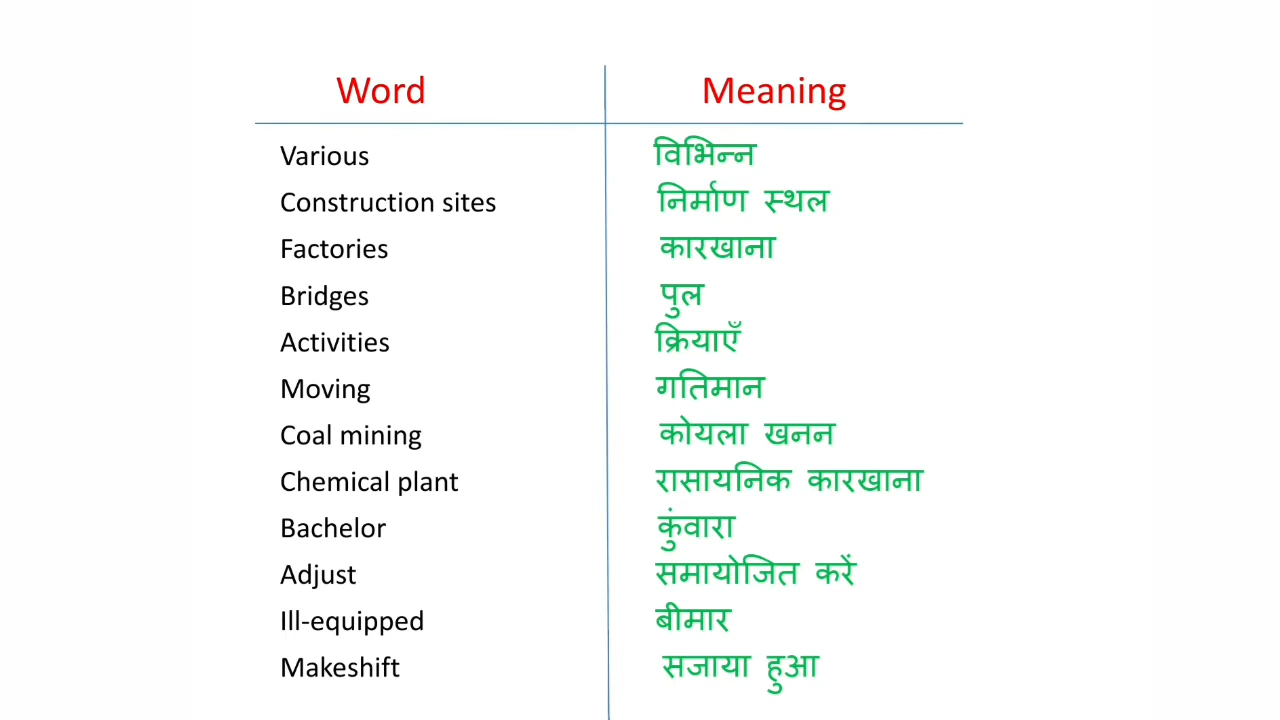 Word Meaning
Various विभिन्न
Construction sites निर्माण स्थल
Factories कारखाना
Bridges पुल
Activities क्रियाएँ
Moving गतिमान
Coal mining कोयला खनन
Chemical plant रासायनिक कारखाना
Bachelor कुंवारा
Adjust समायोजित करें
Ill-equipped बीमार
Makeshift सजाया हुआ